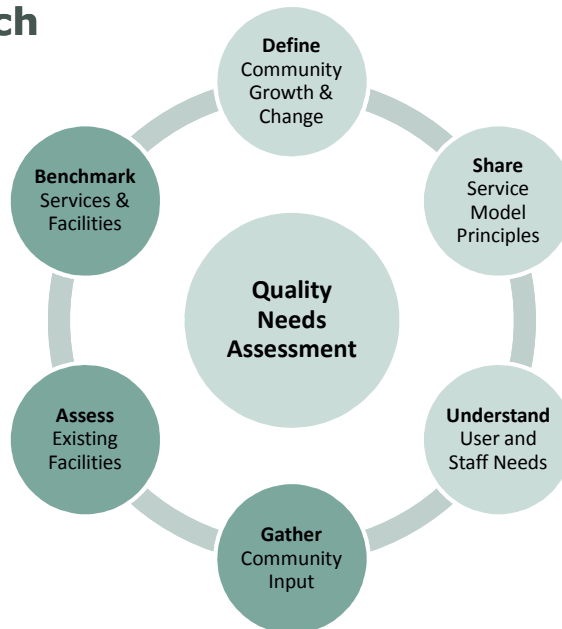 ch
Define
Community
Growth &
Change
Share
Service
Model
Principles
Understand
User and
Staff Needs
Gather
Community
Input
Assess
Existing
Facilities
Benchmark
Services &
Facilities
Quality
Needs
Assessment